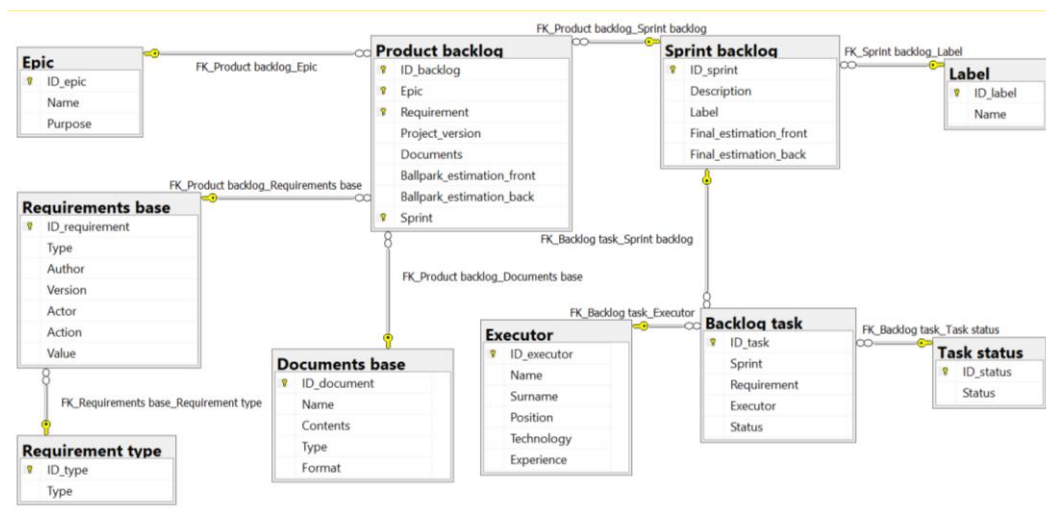 FK_Product backlog_Sprint backlog
Epic
ID_epic
Name
Purpose
FK_Product backlog_Epic
Product backlog
ID_backlog
Epic
Requirement
Project_version
Documents
Ballpark_estimation_front
Ballpark_estimation_back
Sprint
Sprint backlog
ID_sprint
Description
Label
Final_estimation_front
Final_estimation_back
FK_Sprint backlog_Label
Label
ID_label
Name
FK_Product backlog_Requirements base
Requirements base
ID_requirement
Type
Author
Version
Actor
Action
Value
FK_Backlog task_Sprint backlog
FK_Product backlog_Documents base
FK_Backlog task_Executor
Executor
ID_executor
Name
Surname
Position
Technology
Experience
Backlog task
ID_task
Sprint
Requirement
Executor
Status
FK_Backlog task_Task status
Task status
ID_status
Status
Documents base
ID_document
Name
Contents
Type
Format
FK_Requirements base_Requirement type
Requirement type
ID_type
Type